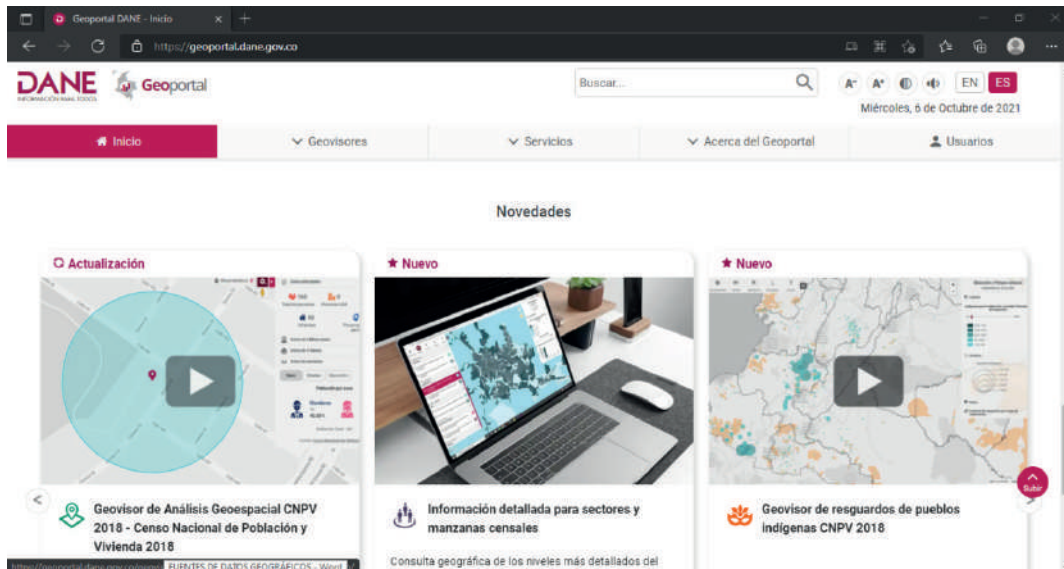 Geoportal DANE - Inicio
https://geoportal.dane.gov.co
DANE
INFORMACIÓN PARA TODOS
Geoportal
Buscar...
A- A+ EN ES
Miércoles, 6 de Octubre de 2021
Inicio
Geovisores
Servicios
Acerca del Geoportal
Usuarios
Novedades
Actualización
Nuevo
Nuevo
Subir
Geovisor de Análisis Geoespacial CNPV
2018 - Censo Nacional de Población y
Vivienda 2018
Información detallada para sectores y
manzanas censales
Consulta geográfica de los niveles más detallados del
Geovisor de resguardos de pueblos
indígenas CNPV 2018
FUENTES DE DATOS GEOGRÁFICOS - Word